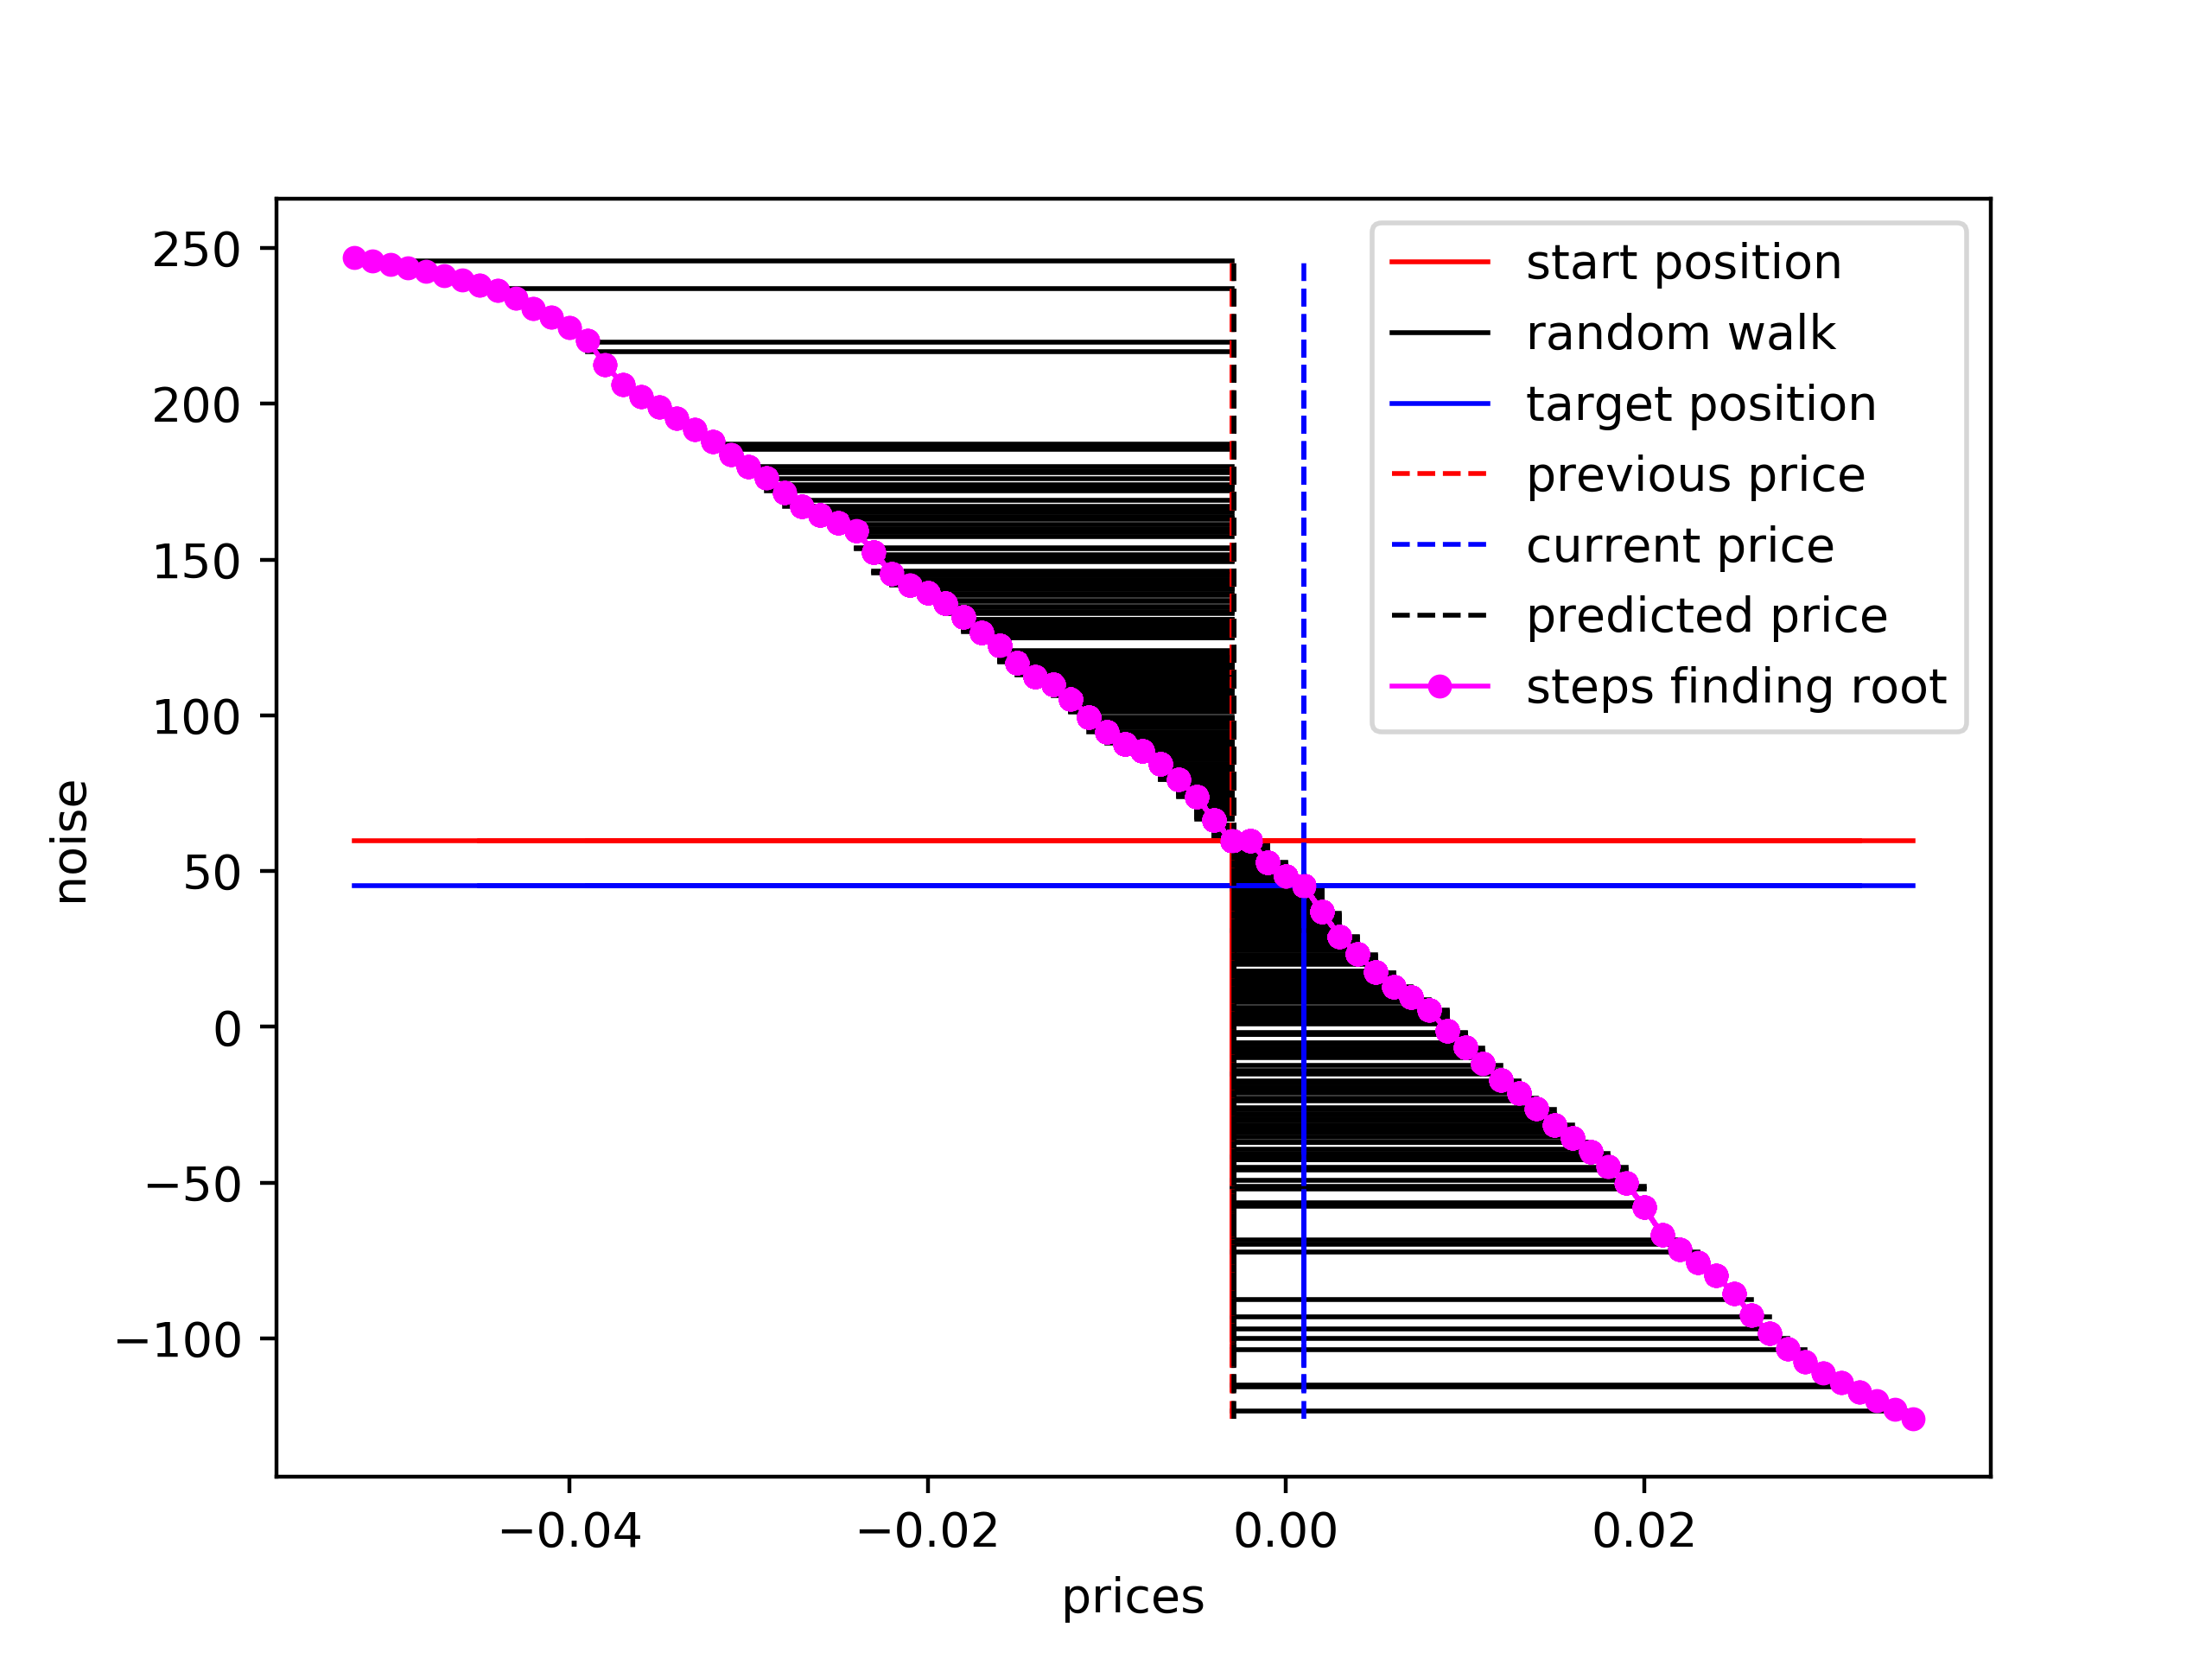 250
200
150
100
50
0
−50
−100
noise
−0.04
−0.02
0.00
0.02
prices
start position
random walk
target position
previous price
current price
predicted price
steps finding root